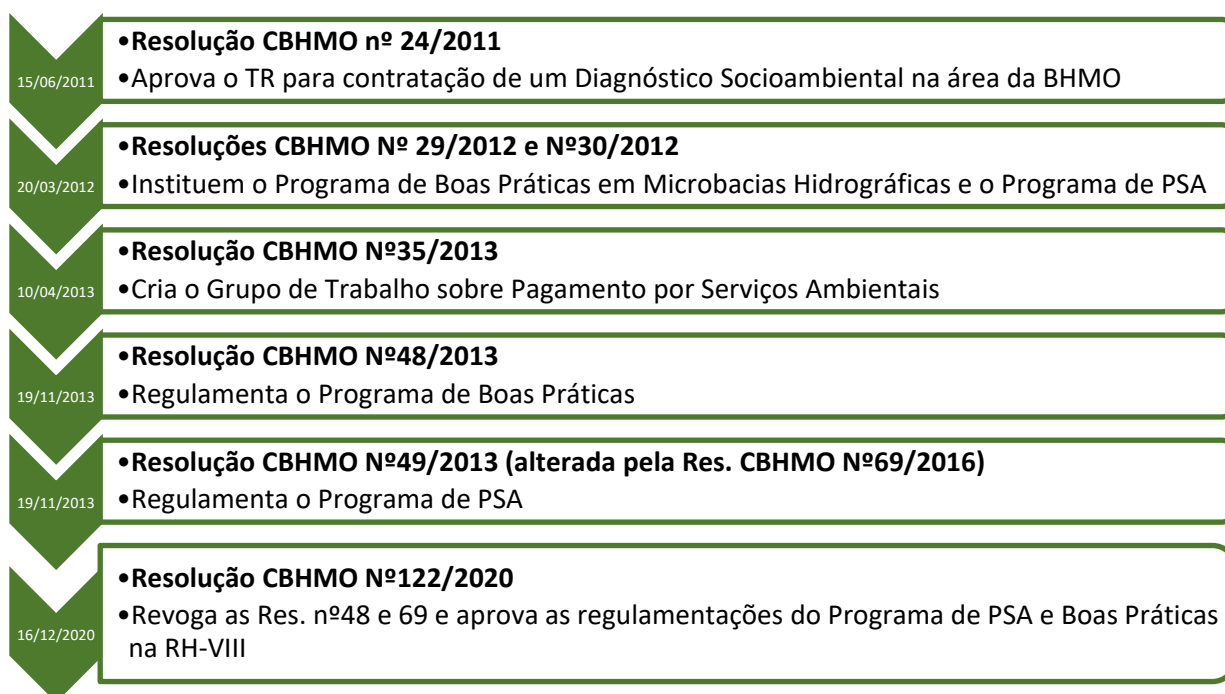 •Resolução CBHMO nº 24/2011
15/06/2011
•Aprova o TR para contratação de um Diagnóstico Socioambiental na área da BHMO
•Resoluções CBHMO Nº 29/2012 e Nº30/2012
20/03/2012
•Instituem o Programa de Boas Práticas em Microbacias Hidrográficas e o Programa de PSA
•Resolução CBHMO Nº35/2013
10/04/2013
•Cria o Grupo de Trabalho sobre Pagamento por Serviços Ambientais
•Resolução CBHMO Nº48/2013
19/11/2013
•Regulamenta o Programa de Boas Práticas
•Resolução CBHMO Nº49/2013 (alterada pela Res. CBHMO Nº69/2016)
19/11/2013
•Regulamenta o Programa de PSA
•Resolução CBHMO Nº122/2020
16/12/2020
•Revoga as Res. nº48 e 69 e aprova as regulamentações do Programa de PSA e Boas Práticas
na RH-VIII